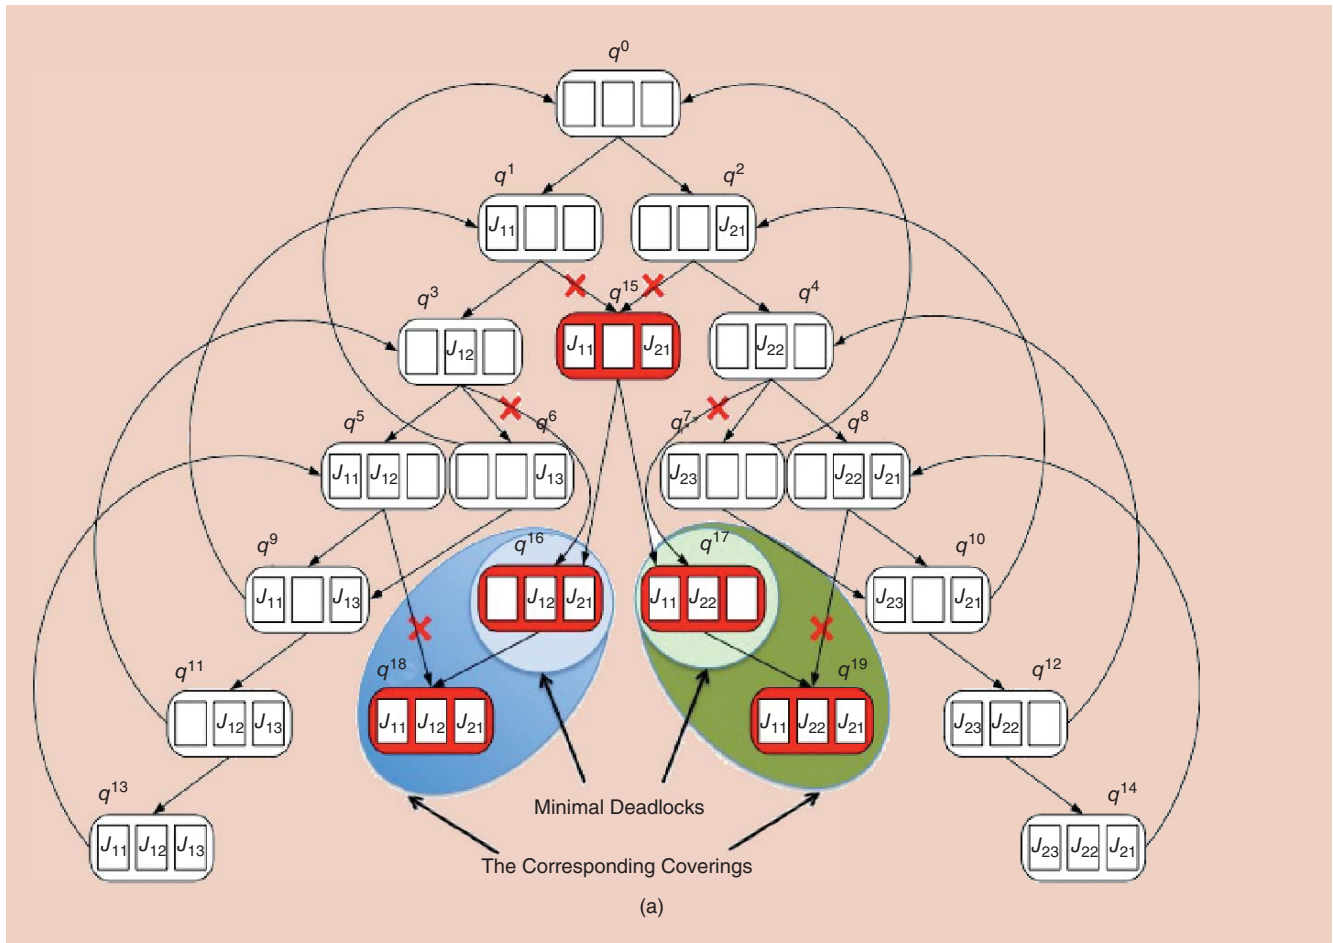 q0
q1
q2
J11
J21
q3
q15
q4
J12
J11 J21
J22
q5
q6
q7
q8
J11 J12
J13
J23
J22 J21
q9
q16
q17
q10
J11 J13
J12 J21
J11 J22
J23 J21
q11
q18
q19
q12
J12 J13
J11 J12 J21
J11 J22 J21
J23 J22
q13
Minimal Deadlocks
q14
J11 J12 J13
J23 J22 J21
The Corresponding Coverings
(a)